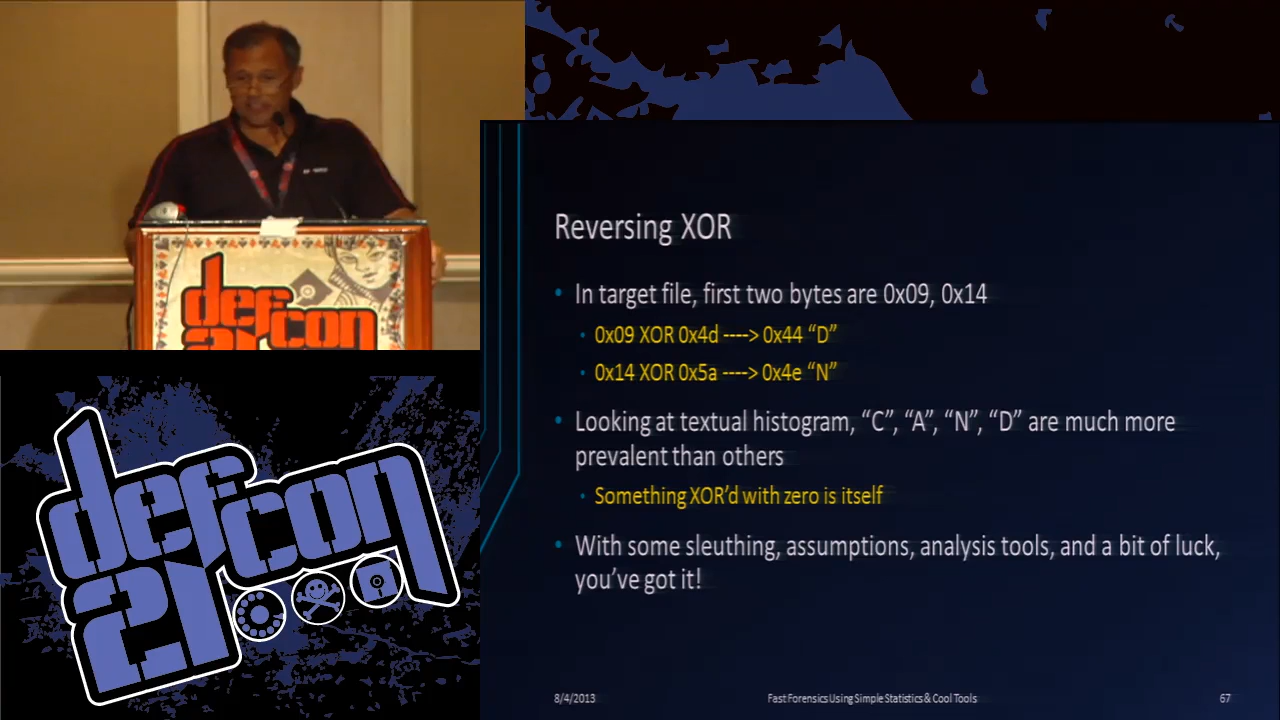 Reversing XOR
In target file, first two bytes are 0x09, 0x14
0x09 XOR 0x4d ----> 0x44 “D”
0x14 XOR 0x5a ----> 0x4e “N”
Looking at textual histogram, “C”, “A”, “N”, “D” are much more
prevalent than others
Something XOR’d with zero is itself
With some sleuthing, assumptions, analysis tools, and a bit of luck,
you’ve got it!
8/4/2013
Fast Forensics Using Simple Statistics & Cool Tools
67
defcon
21
defcon
21